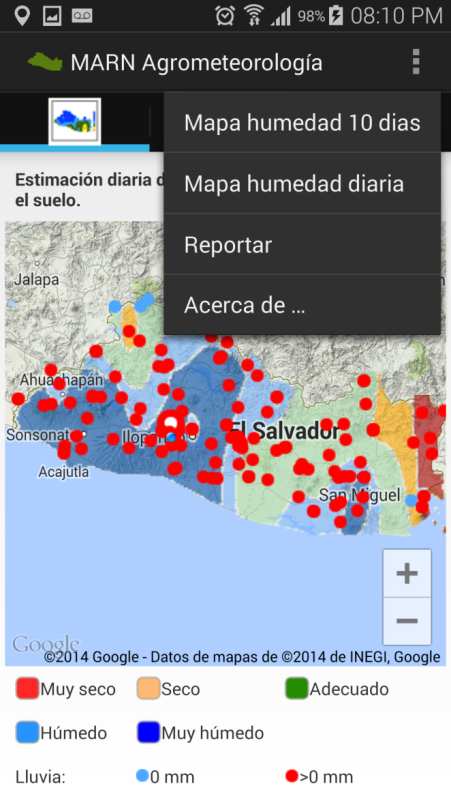 98% 08:10 PM
MARN Agrometeorología
Mapa humedad 10 dias
Mapa humedad diaria
Reportar
Acerca de ...
Estimación diaria d
el suelo.
Jalapa
Ahuachapán
El Salvador
Sonsonate
Ilopango
Acajutla
San Miguel
+
−
Google
©2014 Google - Datos de mapas de ©2014 de INEGI, Google
Muy seco Seco Adecuado
Húmedo Muy húmedo
Lluvia: 0 mm >0 mm